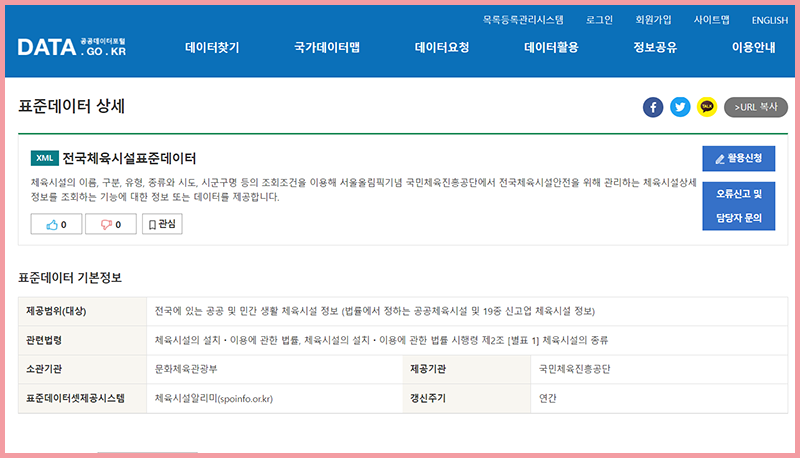 목록등록관리시스템 로그인 회원가입 사이트맵 ENGLISH
DATA 공공데이터포털 .GO.KR
데이터찾기 국가데이터맵 데이터요청 데이터활용 정보공유 이용안내
표준데이터 상세
f TALK >URL 복사
XML 전국체육시설표준데이터
활용신청
체육시설의 이름, 구분, 유형, 종류와 시도, 시군구명 등의 조회조건을 이용해 서울올림픽기념 국민체육진흥공단에서 전국체육시설안전을 위해 관리하는 체육시설상세
정보를 조회하는 기능에 대한 정보 또는 데이터를 제공합니다.
오류신고 및
담당자 문의
0 0 관심
표준데이터 기본정보
제공범위(대상) 전국에 있는 공공 및 민간 생활 체육시설 정보 (법률에서 정하는 공공체육시설 및 19종 신고업 체육시설 정보)
관련법령 체육시설의 설치・이용에 관한 법률, 체육시설의 설치・이용에 관한 법률 시행령 제2조 [별표 1] 체육시설의 종류
소관기관 문화체육관광부 제공기관 국민체육진흥공단
표준데이터셋제공시스템 체육시설알리미(spoinfo.or.kr) 갱신주기 연간